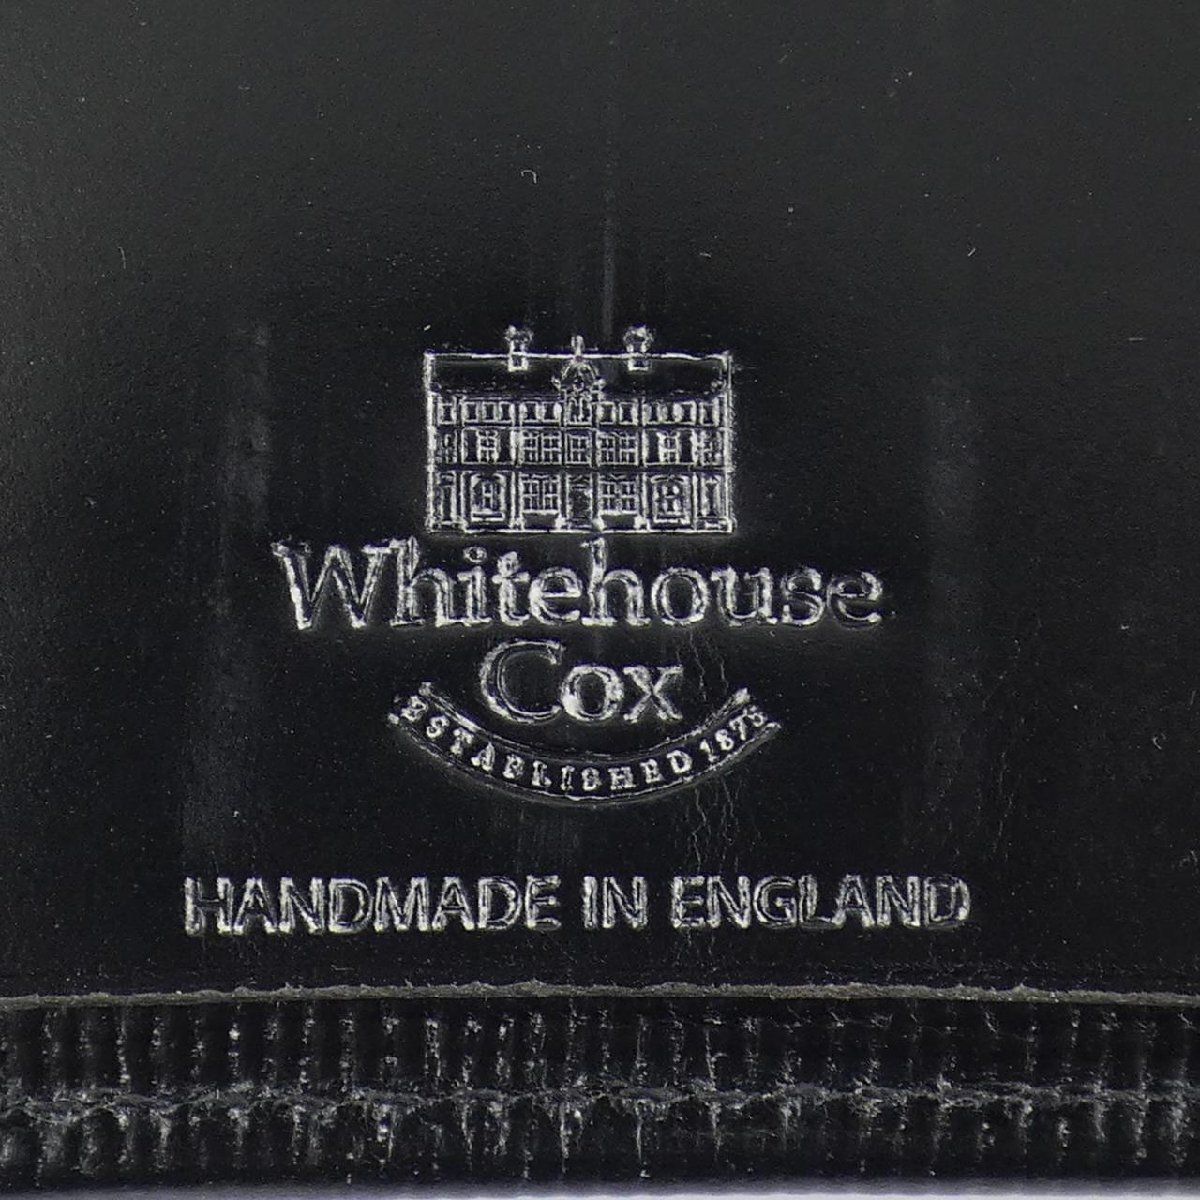 Whitehouse
Cox
ESTABLISHED 1875
HANDMADE IN ENGLAND